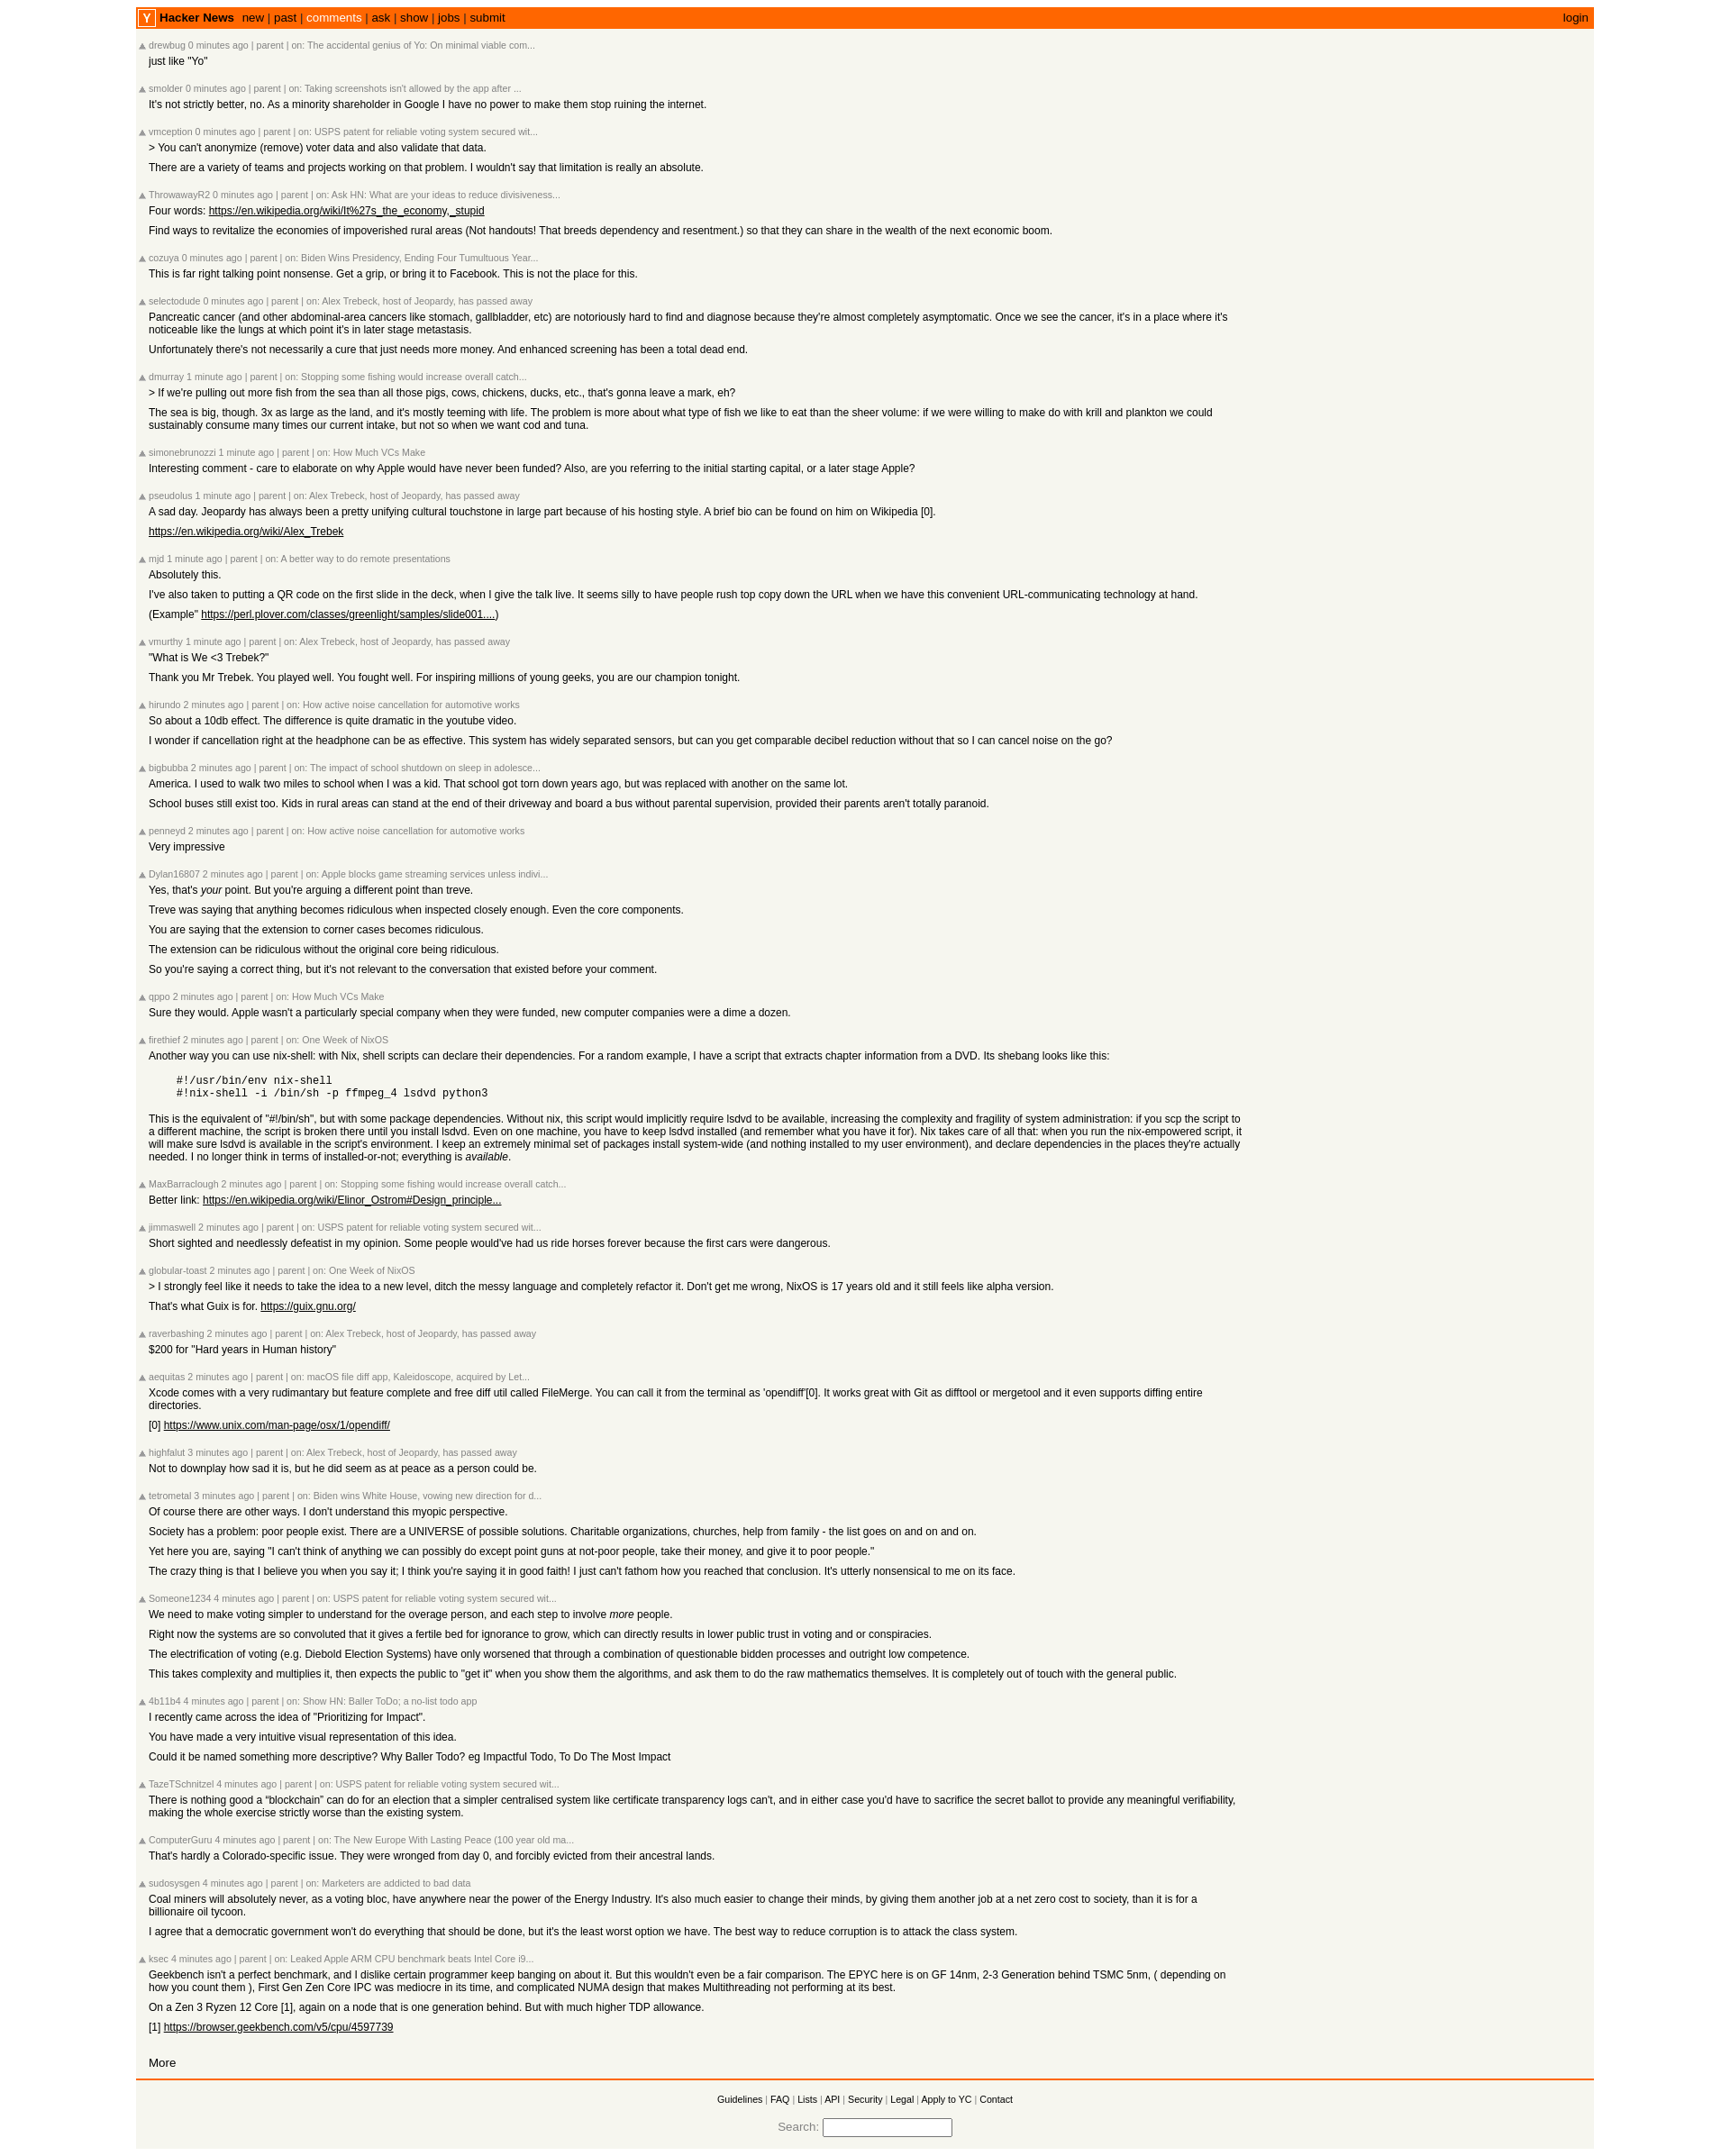 Y Hacker News new | past | comments | ask | show | jobs | submit login
drewbug 0 minutes ago | parent | on: The accidental genius of Yo: On minimal viable com...
just like "Yo"
smolder 0 minutes ago | parent | on: Taking screenshots isn't allowed by the app after ...
It's not strictly better, no. As a minority shareholder in Google I have no power to make them stop ruining the internet.
vmception 0 minutes ago | parent | on: USPS patent for reliable voting system secured wit...
> You can't anonymize (remove) voter data and also validate that data.
There are a variety of teams and projects working on that problem. I wouldn't say that limitation is really an absolute.
ThrowawayR2 0 minutes ago | parent | on: Ask HN: What are your ideas to reduce divisiveness...
Four words: https://en.wikipedia.org/wiki/It%27s_the_economy,_stupid
Find ways to revitalize the economies of impoverished rural areas (Not handouts! That breeds dependency and resentment.) so that they can share in the wealth of the next economic boom.
cozuya 0 minutes ago | parent | on: Biden Wins Presidency, Ending Four Tumultuous Year...
This is far right talking point nonsense. Get a grip, or bring it to Facebook. This is not the place for this.
selectodude 0 minutes ago | parent | on: Alex Trebeck, host of Jeopardy, has passed away
Pancreatic cancer (and other abdominal-area cancers like stomach, gallbladder, etc) are notoriously hard to find and diagnose because they're almost completely asymptomatic. Once we see the cancer, it's in a place where it's
noticeable like the lungs at which point it's in later stage metastasis.
Unfortunately there's not necessarily a cure that just needs more money. And enhanced screening has been a total dead end.
dmurray 1 minute ago | parent | on: Stopping some fishing would increase overall catch...
> If we're pulling out more fish from the sea than all those pigs, cows, chickens, ducks, etc., that's gonna leave a mark, eh?
The sea is big, though. 3x as large as the land, and it's mostly teeming with life. The problem is more about what type of fish we like to eat than the sheer volume: if we were willing to make do with krill and plankton we could
sustainably consume many times our current intake, but not so when we want cod and tuna.
simonebrunozzi 1 minute ago | parent | on: How Much VCs Make
Interesting comment - care to elaborate on why Apple would have never been funded? Also, are you referring to the initial starting capital, or a later stage Apple?
pseudolus 1 minute ago | parent | on: Alex Trebeck, host of Jeopardy, has passed away
A sad day. Jeopardy has always been a pretty unifying cultural touchstone in large part because of his hosting style. A brief bio can be found on him on Wikipedia [0].
https://en.wikipedia.org/wiki/Alex_Trebek
mjd 1 minute ago | parent | on: A better way to do remote presentations
Absolutely this.
I've also taken to putting a QR code on the first slide in the deck, when I give the talk live. It seems silly to have people rush top copy down the URL when we have this convenient URL-communicating technology at hand.
(Example" https://perl.plover.com/classes/greenlight/samples/slide001....)
vmurthy 1 minute ago | parent | on: Alex Trebeck, host of Jeopardy, has passed away
"What is We <3 Trebek?"
Thank you Mr Trebek. You played well. You fought well. For inspiring millions of young geeks, you are our champion tonight.
hirundo 2 minutes ago | parent | on: How active noise cancellation for automotive works
So about a 10db effect. The difference is quite dramatic in the youtube video.
I wonder if cancellation right at the headphone can be as effective. This system has widely separated sensors, but can you get comparable decibel reduction without that so I can cancel noise on the go?
bigbubba 2 minutes ago | parent | on: The impact of school shutdown on sleep in adolesce...
America. I used to walk two miles to school when I was a kid. That school got torn down years ago, but was replaced with another on the same lot.
School buses still exist too. Kids in rural areas can stand at the end of their driveway and board a bus without parental supervision, provided their parents aren't totally paranoid.
penneyd 2 minutes ago | parent | on: How active noise cancellation for automotive works
Very impressive
Dylan16807 2 minutes ago | parent | on: Apple blocks game streaming services unless indivi...
Yes, that's your point. But you're arguing a different point than treve.
Treve was saying that anything becomes ridiculous when inspected closely enough. Even the core components.
You are saying that the extension to corner cases becomes ridiculous.
The extension can be ridiculous without the original core being ridiculous.
So you're saying a correct thing, but it's not relevant to the conversation that existed before your comment.
qppo 2 minutes ago | parent | on: How Much VCs Make
Sure they would. Apple wasn't a particularly special company when they were funded, new computer companies were a dime a dozen.
firethief 2 minutes ago | parent | on: One Week of NixOS
Another way you can use nix-shell: with Nix, shell scripts can declare their dependencies. For a random example, I have a script that extracts chapter information from a DVD. Its shebang looks like this:
#!/usr/bin/env nix-shell
#!nix-shell -i /bin/sh -p ffmpeg_4 lsdvd python3
This is the equivalent of "#!/bin/sh", but with some package dependencies. Without nix, this script would implicitly require lsdvd to be available, increasing the complexity and fragility of system administration: if you scp the script to
a different machine, the script is broken there until you install lsdvd. Even on one machine, you have to keep lsdvd installed (and remember what you have it for). Nix takes care of all that: when you run the nix-empowered script, it
will make sure lsdvd is available in the script's environment. I keep an extremely minimal set of packages install system-wide (and nothing installed to my user environment), and declare dependencies in the places they're actually
needed. I no longer think in terms of installed-or-not; everything is available.
MaxBarraclough 2 minutes ago | parent | on: Stopping some fishing would increase overall catch...
Better link: https://en.wikipedia.org/wiki/Elinor_Ostrom#Design_principle...
jimmaswell 2 minutes ago | parent | on: USPS patent for reliable voting system secured wit...
Short sighted and needlessly defeatist in my opinion. Some people would've had us ride horses forever because the first cars were dangerous.
globular-toast 2 minutes ago | parent | on: One Week of NixOS
> I strongly feel like it needs to take the idea to a new level, ditch the messy language and completely refactor it. Don't get me wrong, NixOS is 17 years old and it still feels like alpha version.
That's what Guix is for. https://guix.gnu.org/
raverbashing 2 minutes ago | parent | on: Alex Trebeck, host of Jeopardy, has passed away
$200 for "Hard years in Human history"
aequitas 2 minutes ago | parent | on: macOS file diff app, Kaleidoscope, acquired by Let...
Xcode comes with a very rudimantary but feature complete and free diff util called FileMerge. You can call it from the terminal as 'opendiff'[0]. It works great with Git as difftool or mergetool and it even supports diffing entire
directories.
[0] https://www.unix.com/man-page/osx/1/opendiff/
highfalut 3 minutes ago | parent | on: Alex Trebeck, host of Jeopardy, has passed away
Not to downplay how sad it is, but he did seem as at peace as a person could be.
tetrometal 3 minutes ago | parent | on: Biden wins White House, vowing new direction for d...
Of course there are other ways. I don't understand this myopic perspective.
Society has a problem: poor people exist. There are a UNIVERSE of possible solutions. Charitable organizations, churches, help from family - the list goes on and on and on.
Yet here you are, saying "I can't think of anything we can possibly do except point guns at not-poor people, take their money, and give it to poor people."
The crazy thing is that I believe you when you say it; I think you're saying it in good faith! I just can't fathom how you reached that conclusion. It's utterly nonsensical to me on its face.
Someone1234 4 minutes ago | parent | on: USPS patent for reliable voting system secured wit...
We need to make voting simpler to understand for the overage person, and each step to involve more people.
Right now the systems are so convoluted that it gives a fertile bed for ignorance to grow, which can directly results in lower public trust in voting and or conspiracies.
The electrification of voting (e.g. Diebold Election Systems) have only worsened that through a combination of questionable bidden processes and outright low competence.
This takes complexity and multiplies it, then expects the public to "get it" when you show them the algorithms, and ask them to do the raw mathematics themselves. It is completely out of touch with the general public.
4b11b4 4 minutes ago | parent | on: Show HN: Baller ToDo; a no-list todo app
I recently came across the idea of "Prioritizing for Impact".
You have made a very intuitive visual representation of this idea.
Could it be named something more descriptive? Why Baller Todo? eg Impactful Todo, To Do The Most Impact
TazeTSchnitzel 4 minutes ago | parent | on: USPS patent for reliable voting system secured wit...
There is nothing good a “blockchain” can do for an election that a simpler centralised system like certificate transparency logs can't, and in either case you'd have to sacrifice the secret ballot to provide any meaningful verifiability,
making the whole exercise strictly worse than the existing system.
ComputerGuru 4 minutes ago | parent | on: The New Europe With Lasting Peace (100 year old ma...
That's hardly a Colorado-specific issue. They were wronged from day 0, and forcibly evicted from their ancestral lands.
sudosysgen 4 minutes ago | parent | on: Marketers are addicted to bad data
Coal miners will absolutely never, as a voting bloc, have anywhere near the power of the Energy Industry. It's also much easier to change their minds, by giving them another job at a net zero cost to society, than it is for a
billionaire oil tycoon.
I agree that a democratic government won't do everything that should be done, but it's the least worst option we have. The best way to reduce corruption is to attack the class system.
ksec 4 minutes ago | parent | on: Leaked Apple ARM CPU benchmark beats Intel Core i9...
Geekbench isn't a perfect benchmark, and I dislike certain programmer keep banging on about it. But this wouldn't even be a fair comparison. The EPYC here is on GF 14nm, 2-3 Generation behind TSMC 5nm, ( depending on
how you count them ), First Gen Zen Core IPC was mediocre in its time, and complicated NUMA design that makes Multithreading not performing at its best.
On a Zen 3 Ryzen 12 Core [1], again on a node that is one generation behind. But with much higher TDP allowance.
[1] https://browser.geekbench.com/v5/cpu/4597739
More
Guidelines | FAQ | Lists | API | Security | Legal | Apply to YC | Contact
Search: